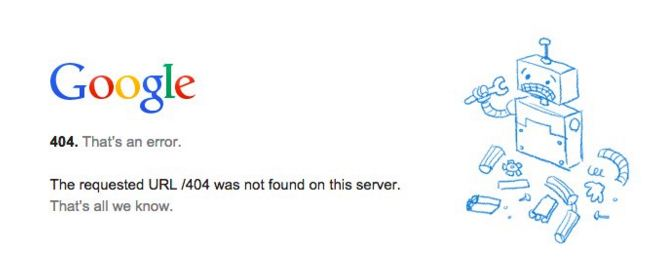 Google
404. That's an error.
The requested URL /404 was not found on this server.
That's all we know.